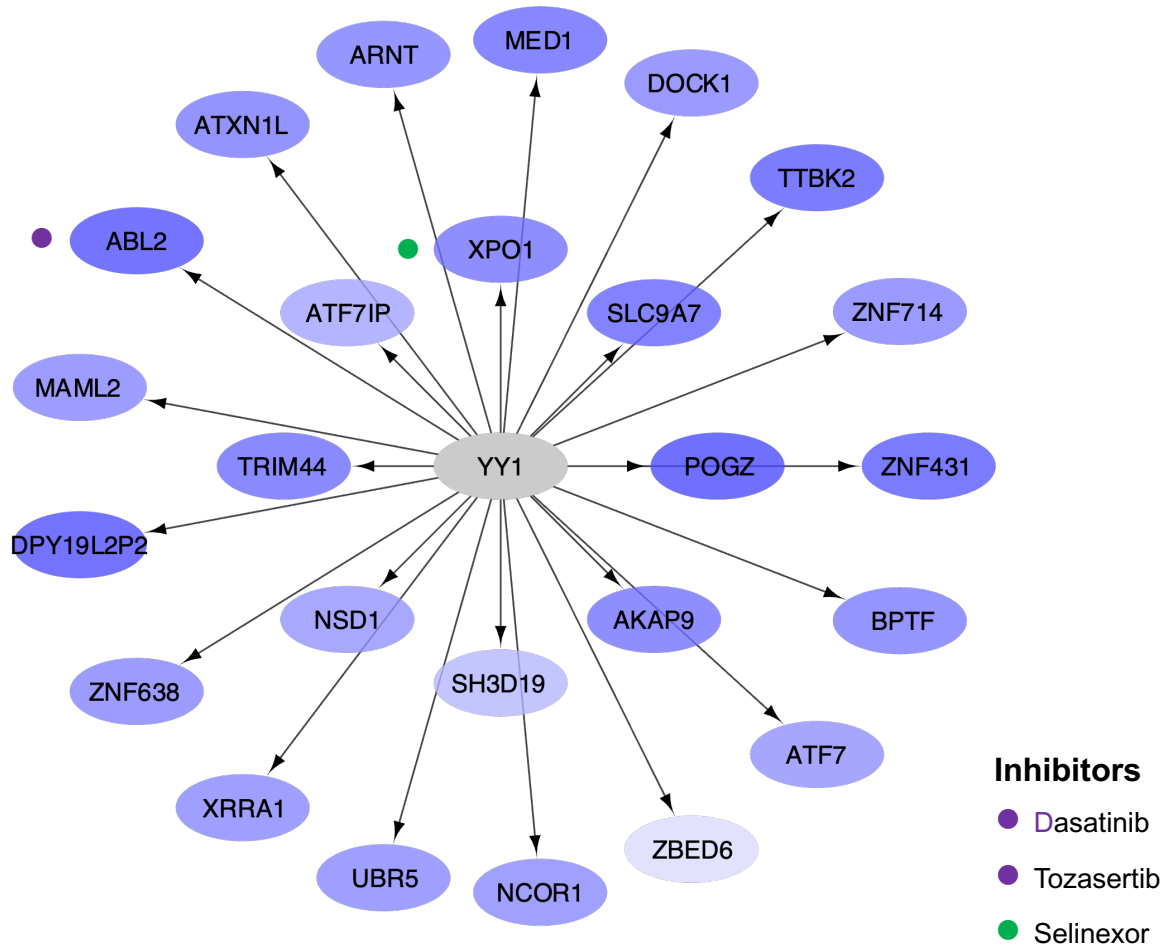 MED1
ARNT
DOCK1
ATXN1L
TTBK2
ABL2
XPO1
ATF7IP
SLC9A7
ZNF714
MAML2
TRIM44
YY1
POGZ
ZNF431
DPY19L2P2
NSD1
AKAP9
BPTF
ZNF638
SH3D19
ATF7
XRRA1
ZBED6
UBR5
NCOR1
Inhibitors
Dasatinib
Tozasertib
Selinexor